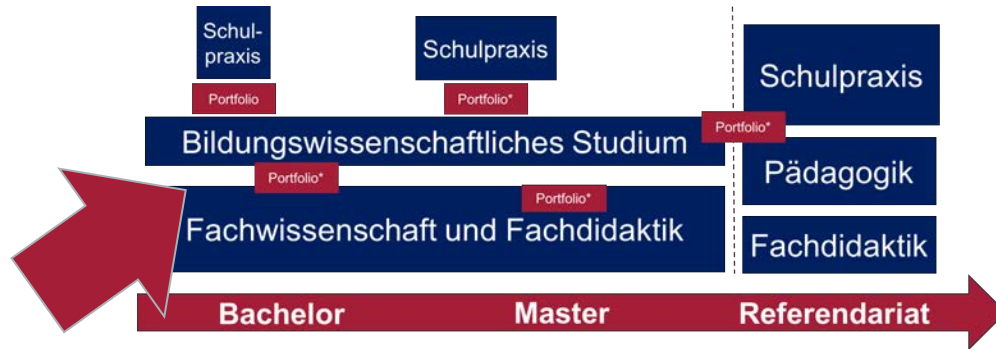 Schul-
praxis
Schulpraxis
Schulpraxis
Portfolio
Portfolio*
Portfolio*
Bildungswissenschaftliches Studium
Portfolio*
Pädagogik
Portfolio*
Fachwissenschaft und Fachdidaktik
Fachdidaktik
Bachelor
Master
Referendariat